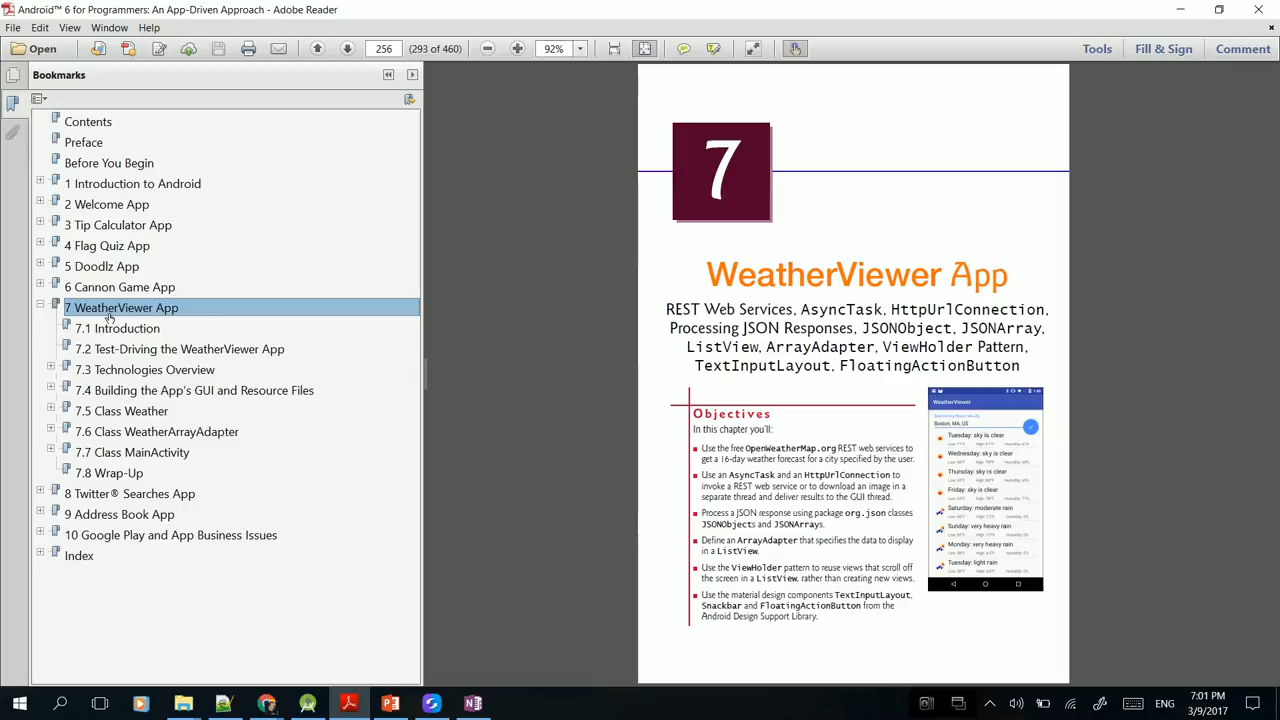 Android™ 6 for Programmers: An App-Driven Approach - Adobe Reader
File Edit View Window Help
Open 256 (293 of 460) 92% Tools Fill & Sign Comment
Bookmarks
Contents
Preface
Before You Begin
1 Introduction to Android
2 Welcome App
3 Tip Calculator App
4 Flag Quiz App
5 Doodlz App
6 Cannon Game App
7 WeatherViewer App
7.1 Introduction
7.2 Test-Driving the WeatherViewer App
7.3 Technologies Overview
7.4 Building the App's GUI and Resource Files
7.5 Class Weather
7.6 Class WeatherArrayAdapter
7.7 Class MainActivity
7.8 Wrap-Up
8 Twitter® Searches App
9 Address Book App
10 Google Play and App Business Issues
Index
7
WeatherViewer App
REST Web Services, AsyncTask, HttpUrlConnection,
Processing JSON Responses, JSONObject, JSONArray,
ListView, ArrayAdapter, ViewHolder Pattern,
TextInputLayout, FloatingActionButton
Objectives
In this chapter you'll:
Use the free OpenWeatherMap.org REST web services to
get a 16-day weather forecast for a city specified by the user.
Use an AsyncTask and an HttpUrlConnection to
invoke a REST web service or to download an image in a
separate thread and deliver results to the GUI thread.
Process a JSON response using package org.json classes
JSONObjects and JSONArrays.
Define an ArrayAdapter that specifies the data to display
in a ListView.
Use the ViewHolder pattern to reuse views that scroll off
the screen in a ListView, rather than creating new views.
Use the material design components TextInputLayout,
Snackbar and FloatingActionButton from the
Android Design Support Library.
WeatherViewer
Boston, MA, US
Tuesday: sky is clear
Wednesday: sky is clear
Thursday: sky is clear
Friday: sky is clear
Saturday: moderate rain
Sunday: very heavy rain
Monday: very heavy rain
Tuesday: light rain
ENG
7:01 PM
3/9/2017